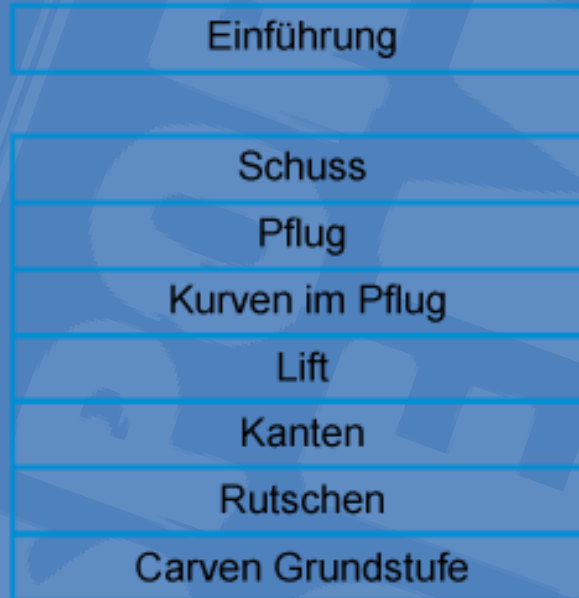 Einführung
Schuss
Pflug
Kurven im Pflug
Lift
Kanten
Rutschen
Carven Grundstufe